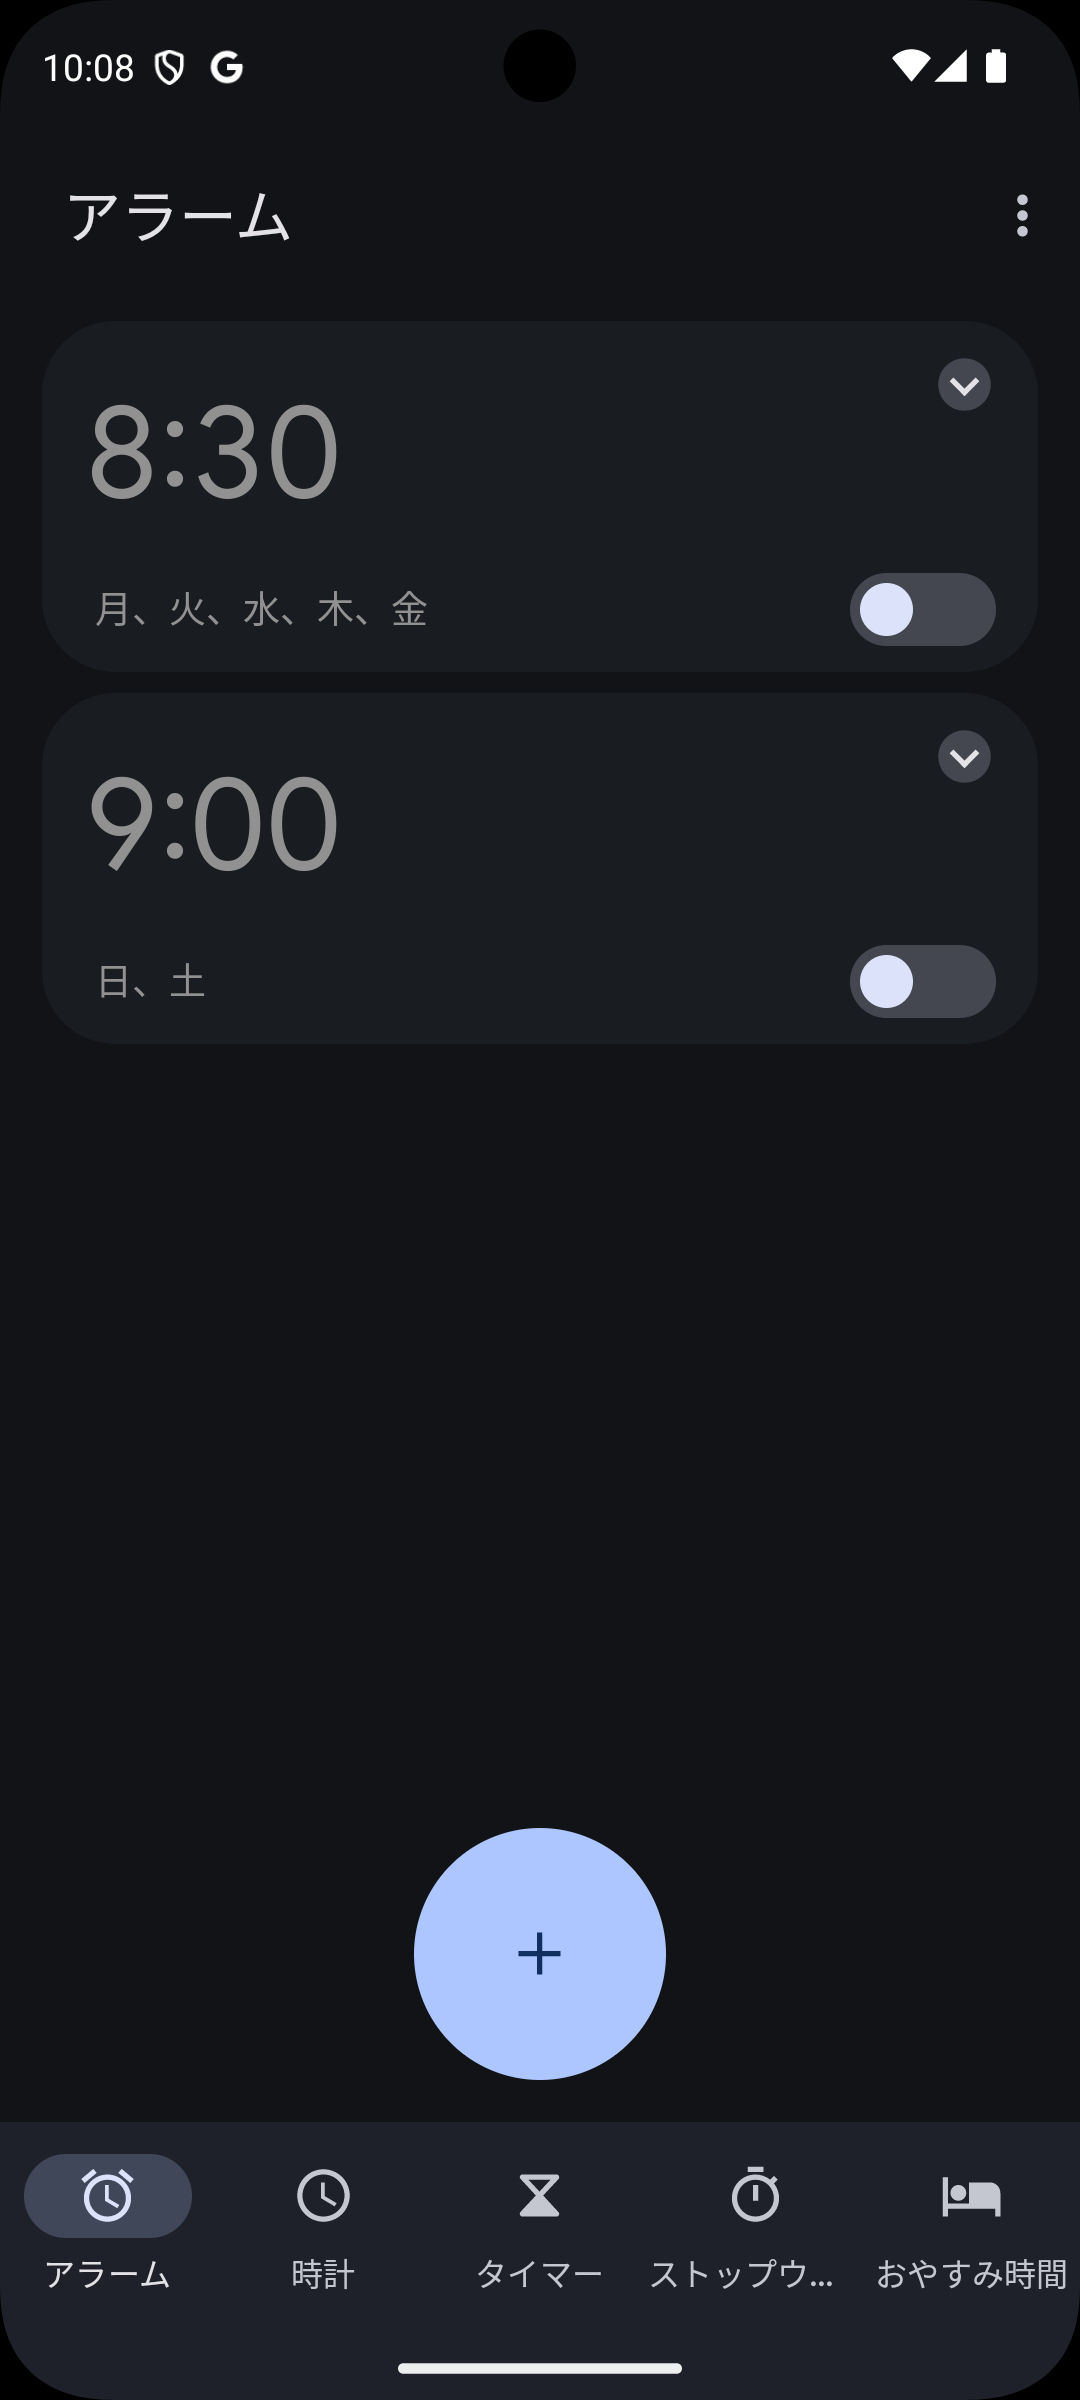 10:08
アラーム
8:30
月、火、水、木、金
9:00
日、土
アラーム
時計
タイマー
ストップウ...
おやすみ時間